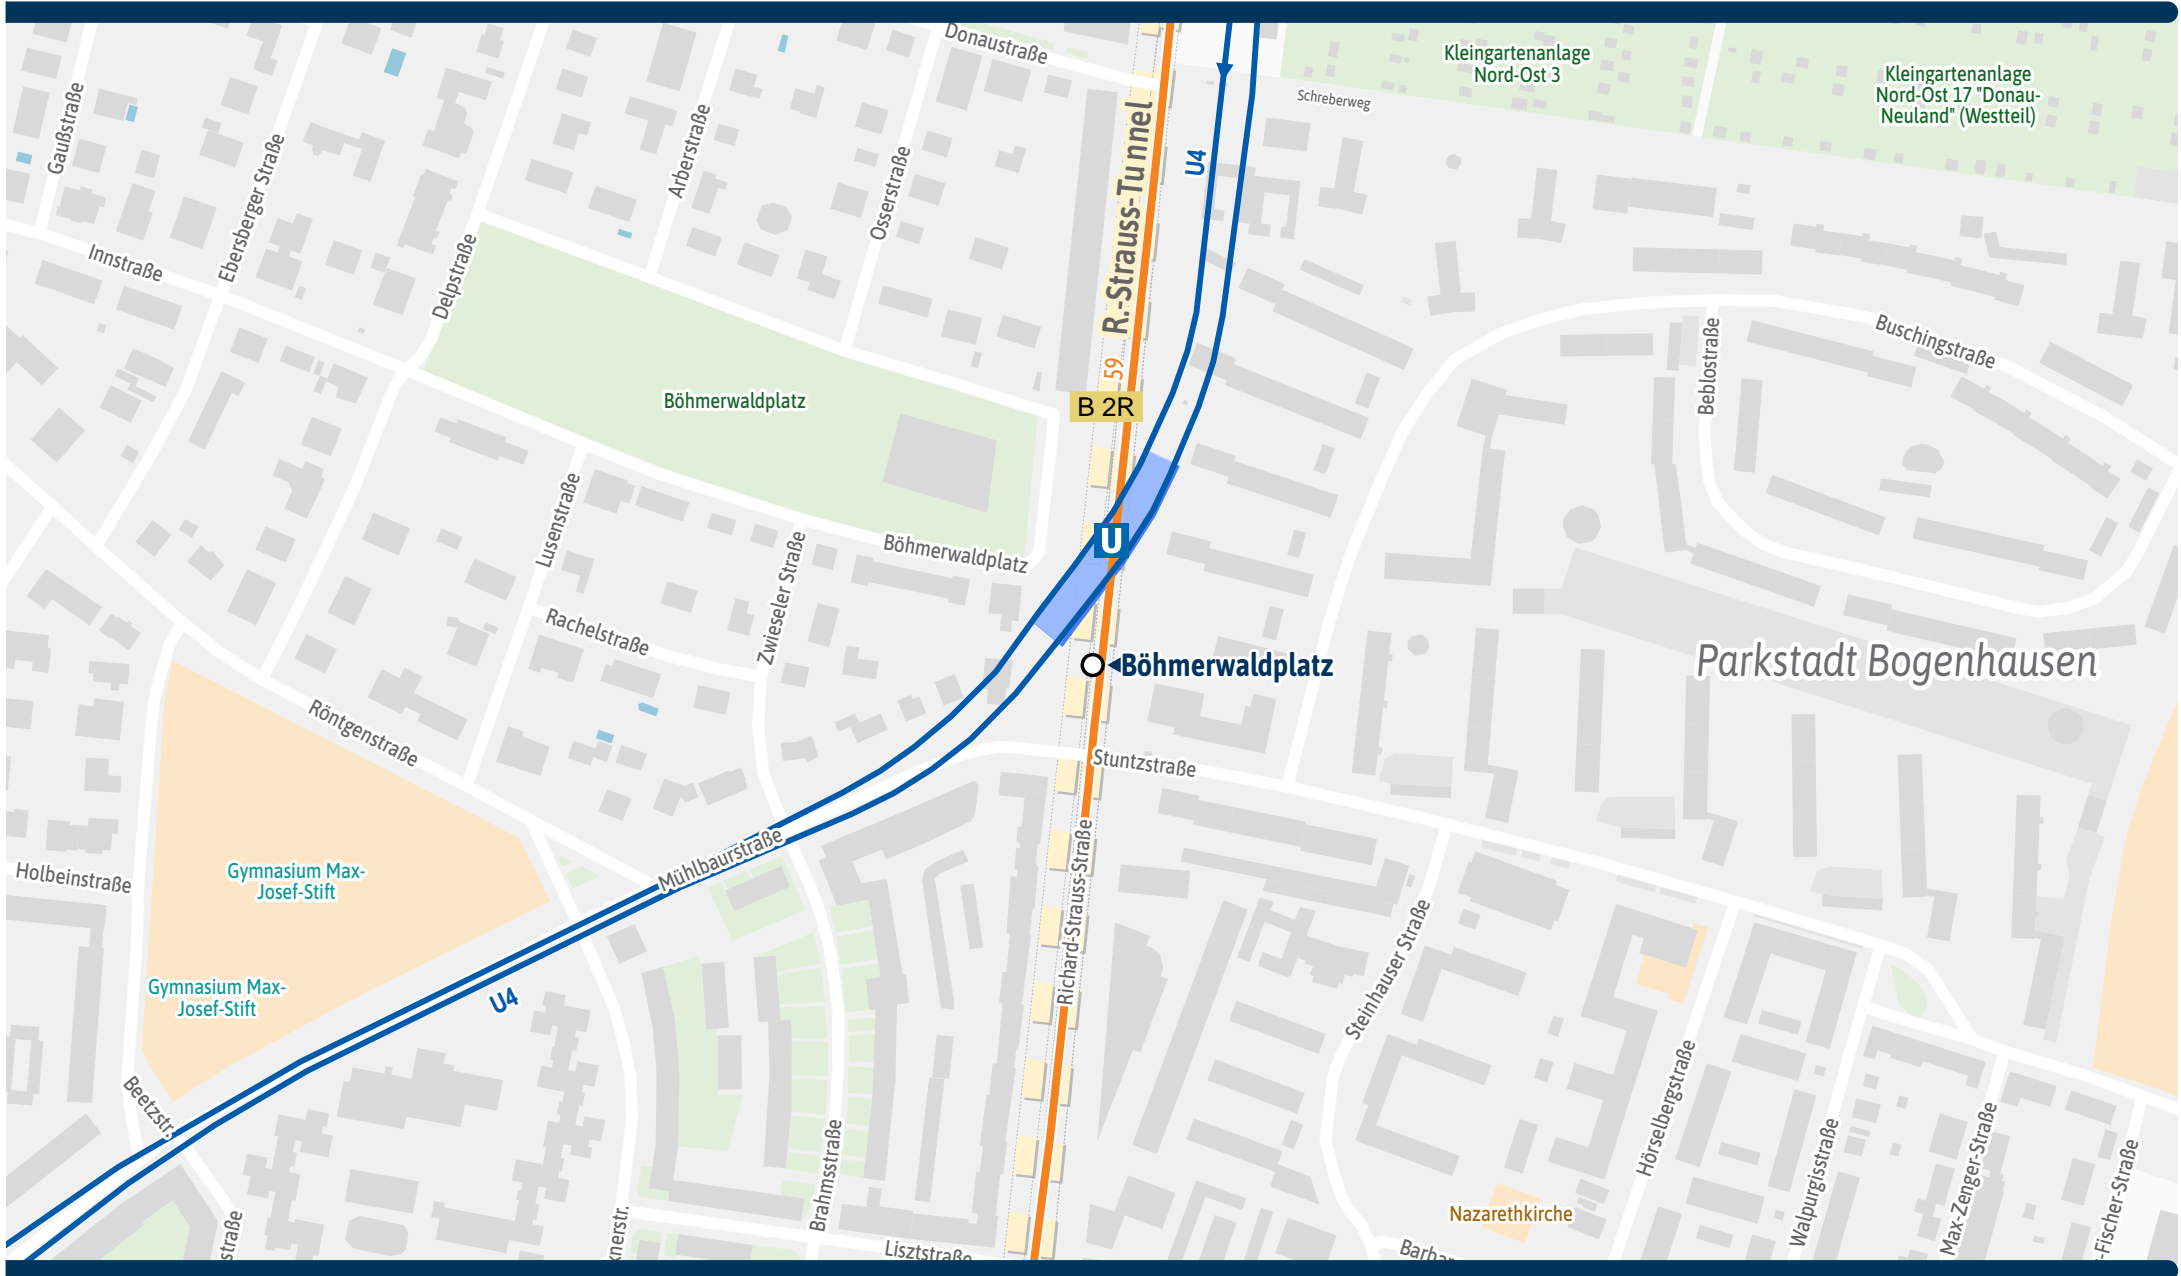 Donaustraße
Kleingartenanlage
Nord-Ost 3
Kleingartenanlage
Nord-Ost 17 "Donau-
Neuland" (Westteil)
Schreberweg
Gaußstraße
Ebersberger Straße
Arberstraße
Osserstraße
R.-Strauss-Tunnel
U4
Innstraße
Delpstraße
59
B 2R
Beblostraße
Buschingstraße
Böhmerwaldplatz
Lusenstraße
Zwieseler Straße
Böhmerwaldplatz
U
Rachelstraße
Böhmerwaldplatz
Parkstadt Bogenhausen
Röntgenstraße
Stuntzstraße
Mühlbaurstraße
Holbeinstraße
Gymnasium Max-
Josef-Stift
Richard-Strauss-Straße
Steinhauser Straße
Gymnasium Max-
Josef-Stift
U4
Beetzstr.
Hörselbergstraße
Brahmsstraße
Walpurgisstraße
Max-Zenger-Straße
-Fischer-Straße
Nazarethkirche
straße
knerstr.
Lisztstraße
Barbar